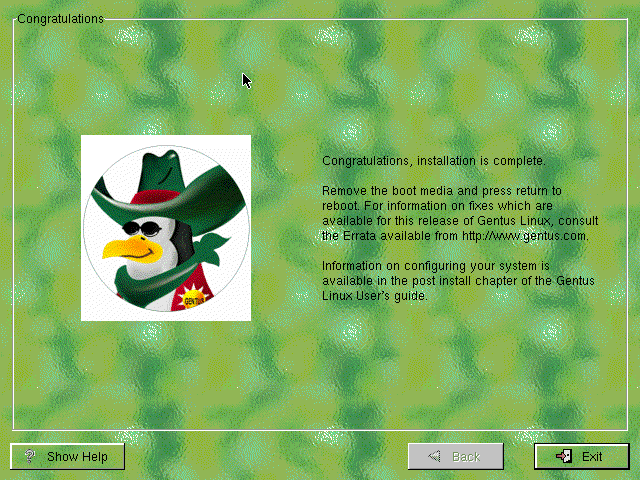 Congratulations
Congratulations, installation is complete.
Remove the boot media and press return to
reboot. For information on fixes which are
available for this release of Gentus Linux, consult
the Errata available from http://www.gentus.com.
Information on configuring your system is
available in the post install chapter of the Gentus
Linux User's guide.
GENTUS
Show Help
Back
Exit